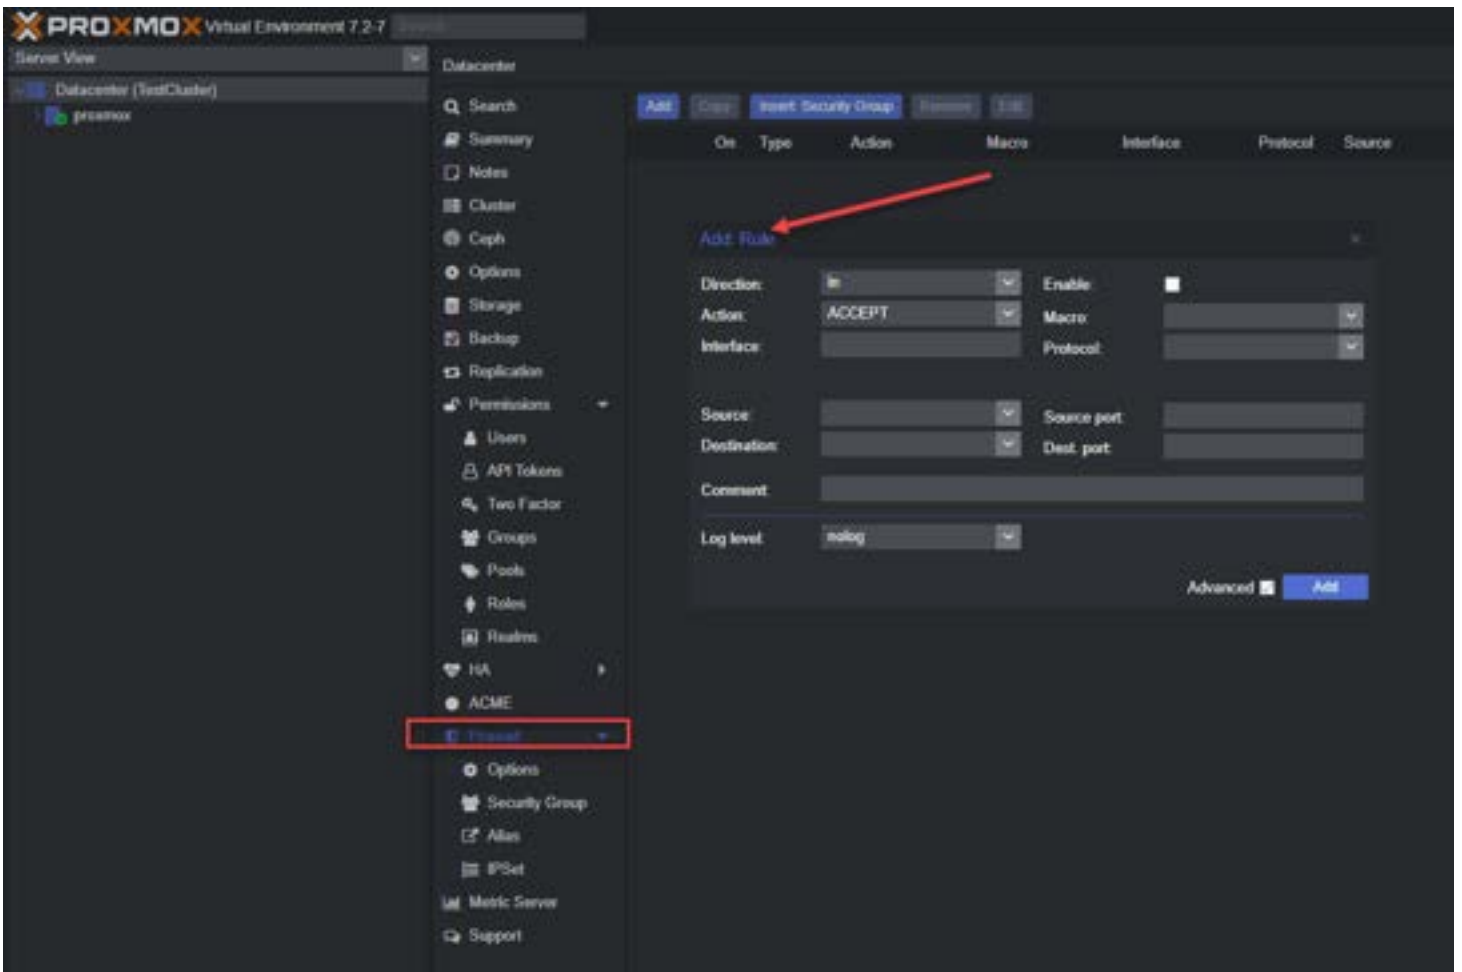 PROXMOX Virtual Environment 7.2-7 Search
Server View
Datacenter (TestCluster)
proxmox
Datacenter
Search
Summary
Notes
Cluster
Ceph
Options
Storage
Backup
Replication
Permissions
Users
API Tokens
Two Factor
Groups
Pools
Roles
Realms
HA
ACME
Firewall
Options
Security Group
Alias
IPSet
Metric Server
Support
Add Copy Insert: Security Group Remove Edit
On Type Action Macro Interface Protocol Source
Add: Rule
Direction: in Enable:
Action: ACCEPT Macro:
Interface: Protocol:
Source: Source port:
Destination: Dest. port:
Comment:
Log level: nolog
Advanced Add